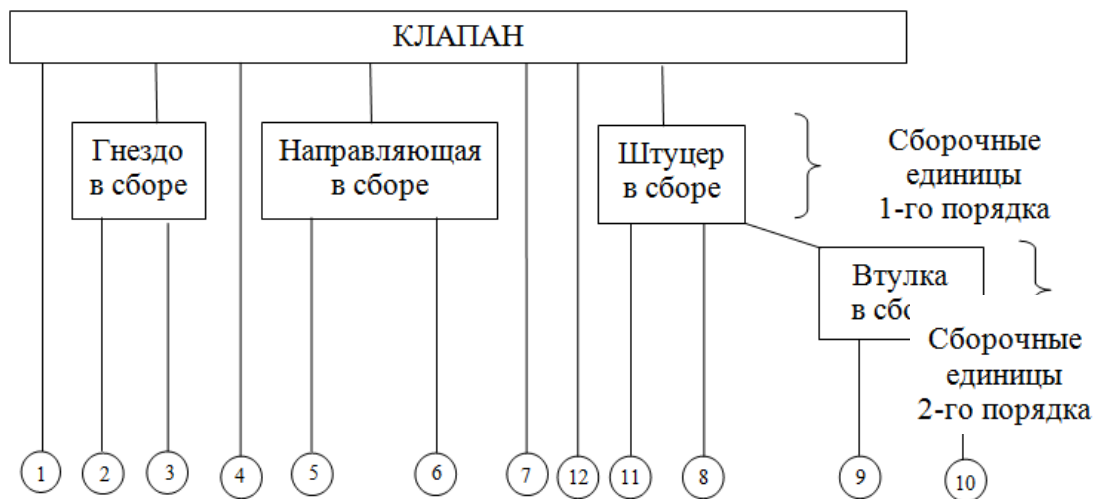 КЛАПАН
Гнездо
в сборе
Направляющая
в сборе
Штуцер
в сборе
Сборочные
единицы
1-го порядка
Втулка
в сбо
Сборочные
единицы
2-го порядка
1
2
3
4
5
6
7
12
11
8
9
10